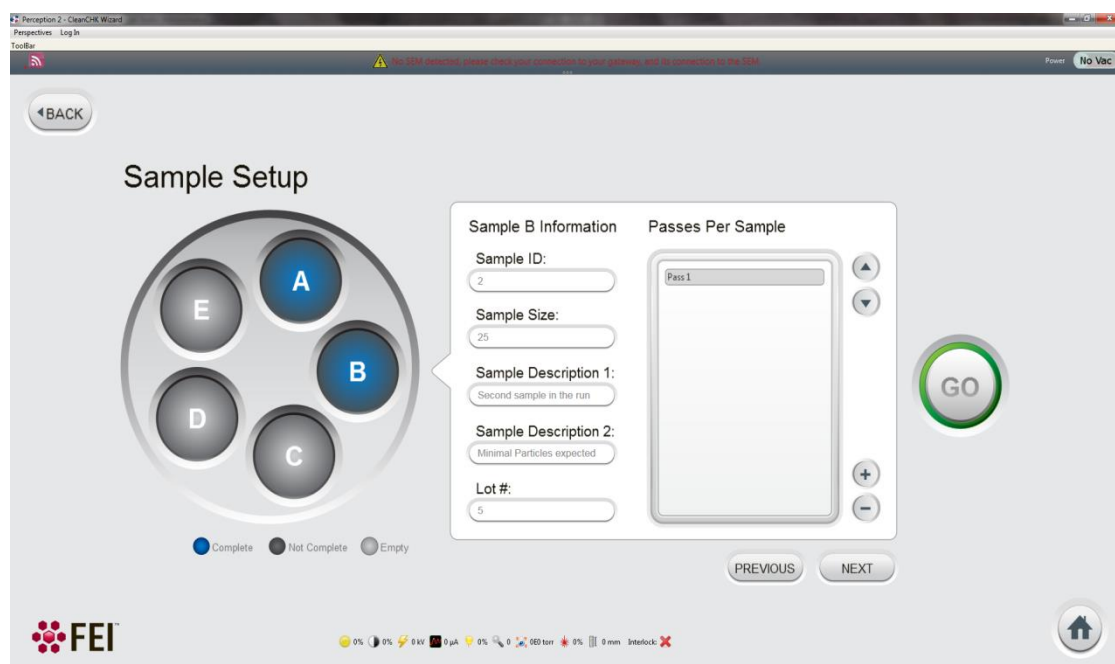 Perception 2 - CleanCHK Wizard
Perspectives Log In
ToolBar
No SEM detected, please check your connection to your gateway, and its connection to the SEM.
Power No Vac
BACK
Sample Setup
A
B
C
D
E
Complete Not Complete Empty
Sample B Information
Sample ID:
2
Sample Size:
25
Sample Description 1:
Second sample in the run
Sample Description 2:
Minimal Particles expected
Lot #:
5
Passes Per Sample
Pass 1
+
−
GO
PREVIOUS NEXT
FEI™
0% 0% 0 kV 0 µA 0% 0 0E0 torr 0% 0 mm Interlock: